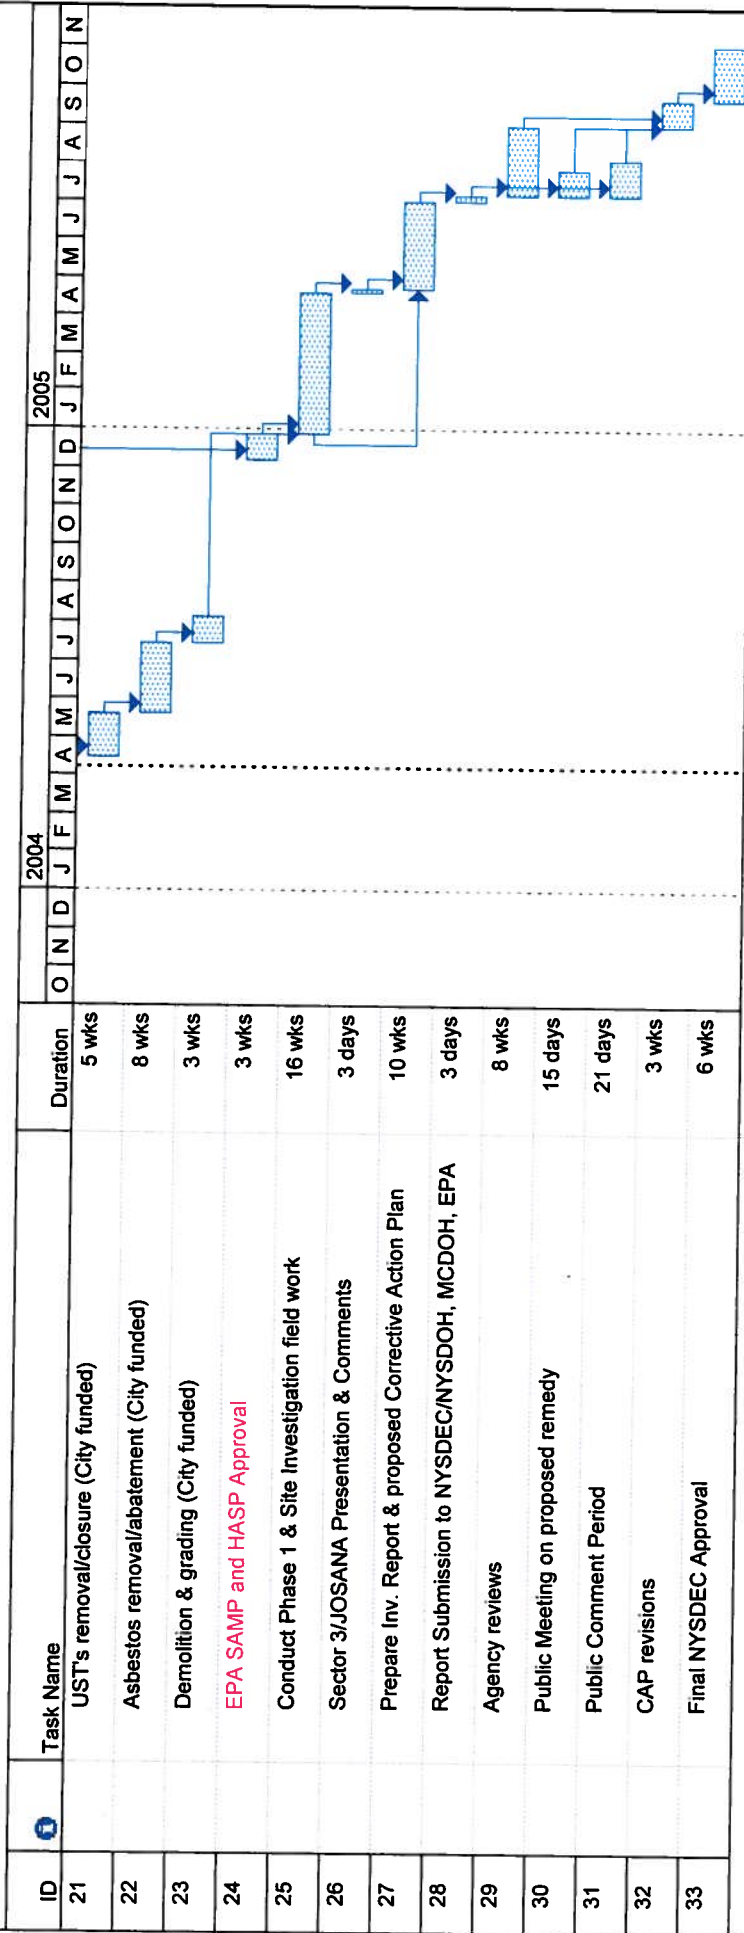 2004 2005
ID Task Name Duration O N D J F M A M J J A S O N D J F M A M J J A S O N
21 UST's removal/closure (City funded) 5 wks
22 Asbestos removal/abatement (City funded) 8 wks
23 Demolition & grading (City funded) 3 wks
24 EPA SAMP and HASP Approval 3 wks
25 Conduct Phase 1 & Site Investigation field work 16 wks
26 Sector 3/JOSANA Presentation & Comments 3 days
27 Prepare Inv. Report & proposed Corrective Action Plan 10 wks
28 Report Submission to NYSDEC/NYSDOH, MCDOH, EPA 3 days
29 Agency reviews 8 wks
30 Public Meeting on proposed remedy 15 days
31 Public Comment Period 21 days
32 CAP revisions 3 wks
33 Final NYSDEC Approval 6 wks